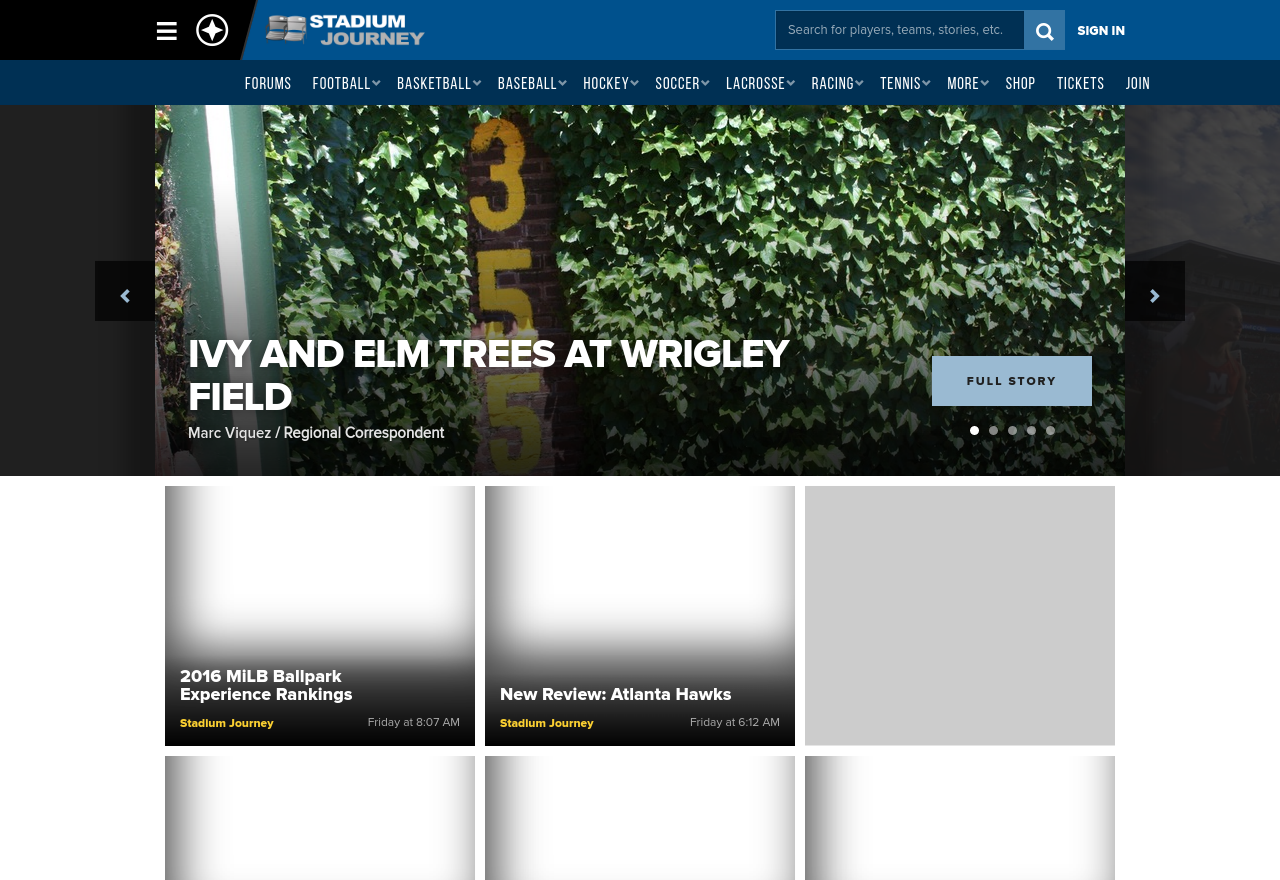 STADIUM
JOURNEY
Search for players, teams, stories, etc.
SIGN IN
FORUMS FOOTBALL BASKETBALL BASEBALL HOCKEY SOCCER LACROSSE RACING TENNIS MORE SHOP TICKETS JOIN
3
5
5
IVY AND ELM TREES AT WRIGLEY
FIELD
Marc Viquez / Regional Correspondent
FULL STORY
M
2016 MiLB Ballpark
Experience Rankings
Stadium Journey Friday at 8:07 AM
New Review: Atlanta Hawks
Stadium Journey Friday at 6:12 AM